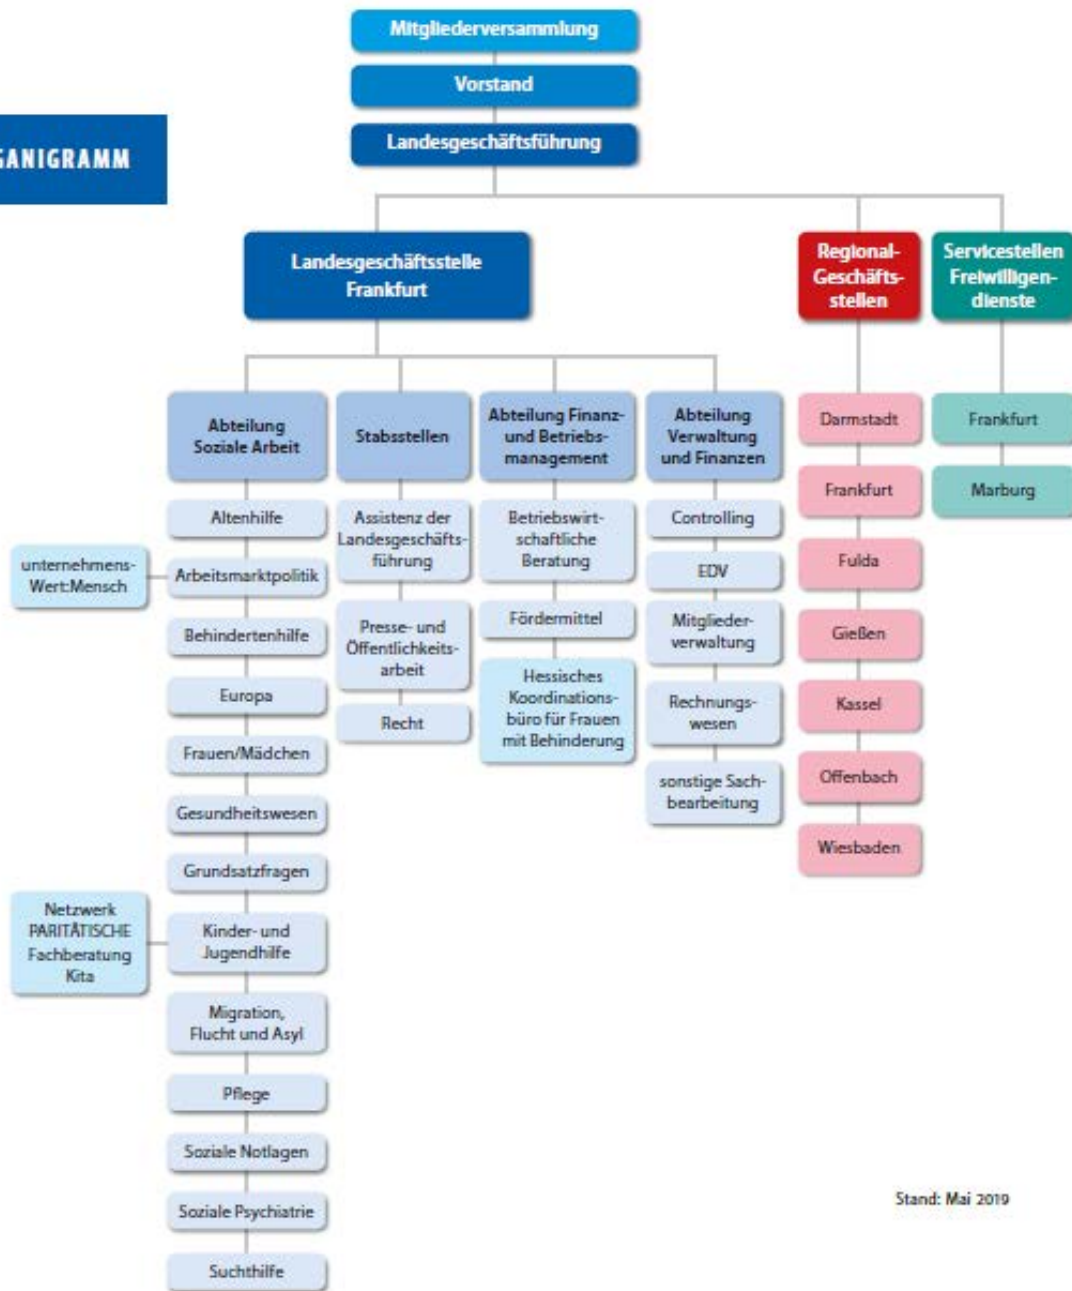 Mitgliederversammlung
Vorstand
GANIGRAMM
Landesgeschäftsführung
Landesgeschäftsstelle
Frankfurt
Regional-
Geschäfts-
stellen
Servicestellen
Freiwilligen-
dienste
Abteilung
Soziale Arbeit
Stabsstellen
Abteilung Finanz-
und Betriebs-
management
Abteilung
Verwaltung
und Finanzen
Darmstadt
Frankfurt
Altenhilfe
Arbeitsmarktpolitik
unternehmens-
Wert:Mensch
Behindertenhilfe
Europa
Frauen/Mädchen
Gesundheitswesen
Grundsatzfragen
Kinder- und
Jugendhilfe
Netzwerk
PARITÄTISCHE
Fachberatung
Kita
Migration,
Flucht und Asyl
Pflege
Soziale Notlagen
Soziale Psychiatrie
Suchthilfe
Assistenz der
Landesgeschäfts-
führung
Presse- und
Öffentlichkeits-
arbeit
Recht
Betriebswirt-
schaftliche
Beratung
Fördermittel
Hessisches
Koordinations-
büro für Frauen
mit Behinderung
Controlling
EDV
Mitglieder-
verwaltung
Rechnungs-
wesen
sonstige Sach-
bearbeitung
Frankfurt
Fulda
Gießen
Kassel
Offenbach
Wiesbaden
Marburg
Stand: Mai 2019